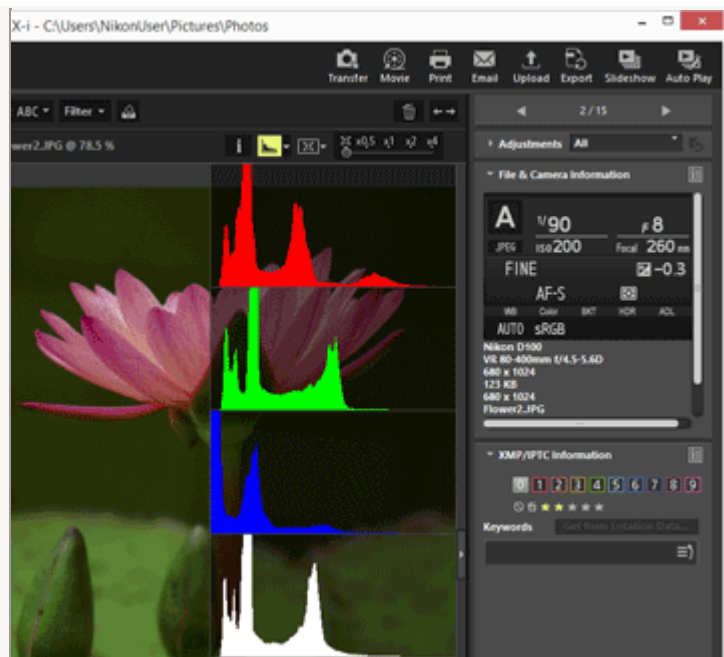 X-i - C:\Users\NikonUser\Pictures\Photos
Transfer Movie Print Email Upload Export Slideshow Auto Play
ABC Filter
2/15
wer2.JPG @ 78.5 %
i x0,5 x1 x2 x4
Adjustments All
File & Camera Information
A 1/90 F8
JPEG ISO200 Focal 260 mm
FINE -0.3
AF-S
WB Color BKT HDR ADL
AUTO sRGB
Nikon D100
VR 80-400mm f/4.5-5.6D
680 x 1024
123 KB
680 x 1024
Flower2.JPG
XMP/IPTC Information
0 1 2 3 4 5 6 7 8 9
Keywords Get from Location Data...